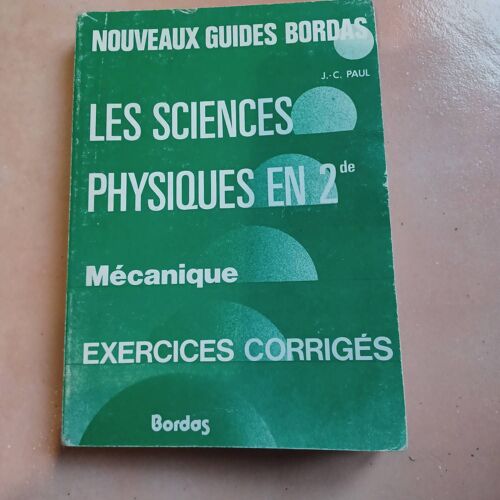 NOUVEAUX GUIDES BORDAS
J.-C. PAUL
LES SCIENCES
PHYSIQUES EN 2de
Mécanique
EXERCICES CORRIGÉS
Bordas